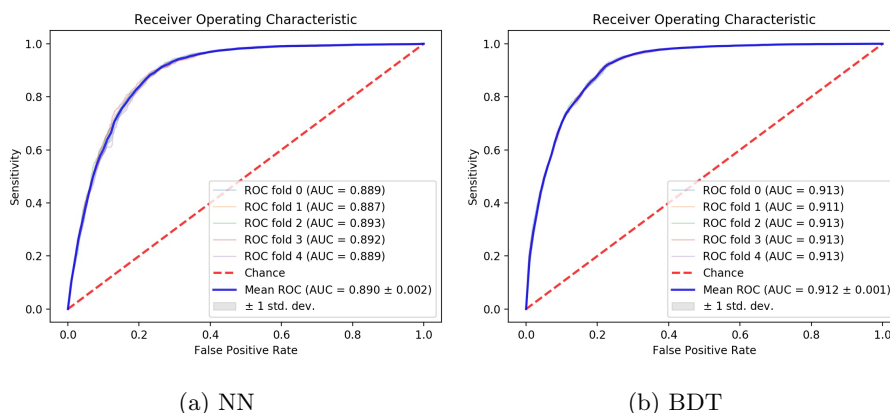 Receiver Operating Characteristic
1.0
0.8
0.6
0.4
0.2
0.0
Sensitivity
ROC fold 0 (AUC = 0.889)
ROC fold 1 (AUC = 0.887)
ROC fold 2 (AUC = 0.893)
ROC fold 3 (AUC = 0.892)
ROC fold 4 (AUC = 0.889)
Chance
Mean ROC (AUC = 0.890 ± 0.002)
± 1 std. dev.
0.0 0.2 0.4 0.6 0.8 1.0
False Positive Rate
(a) NN
Receiver Operating Characteristic
1.0
0.8
0.6
0.4
0.2
0.0
Sensitivity
ROC fold 0 (AUC = 0.913)
ROC fold 1 (AUC = 0.911)
ROC fold 2 (AUC = 0.913)
ROC fold 3 (AUC = 0.913)
ROC fold 4 (AUC = 0.913)
Chance
Mean ROC (AUC = 0.912 ± 0.001)
± 1 std. dev.
0.0 0.2 0.4 0.6 0.8 1.0
False Positive Rate
(b) BDT